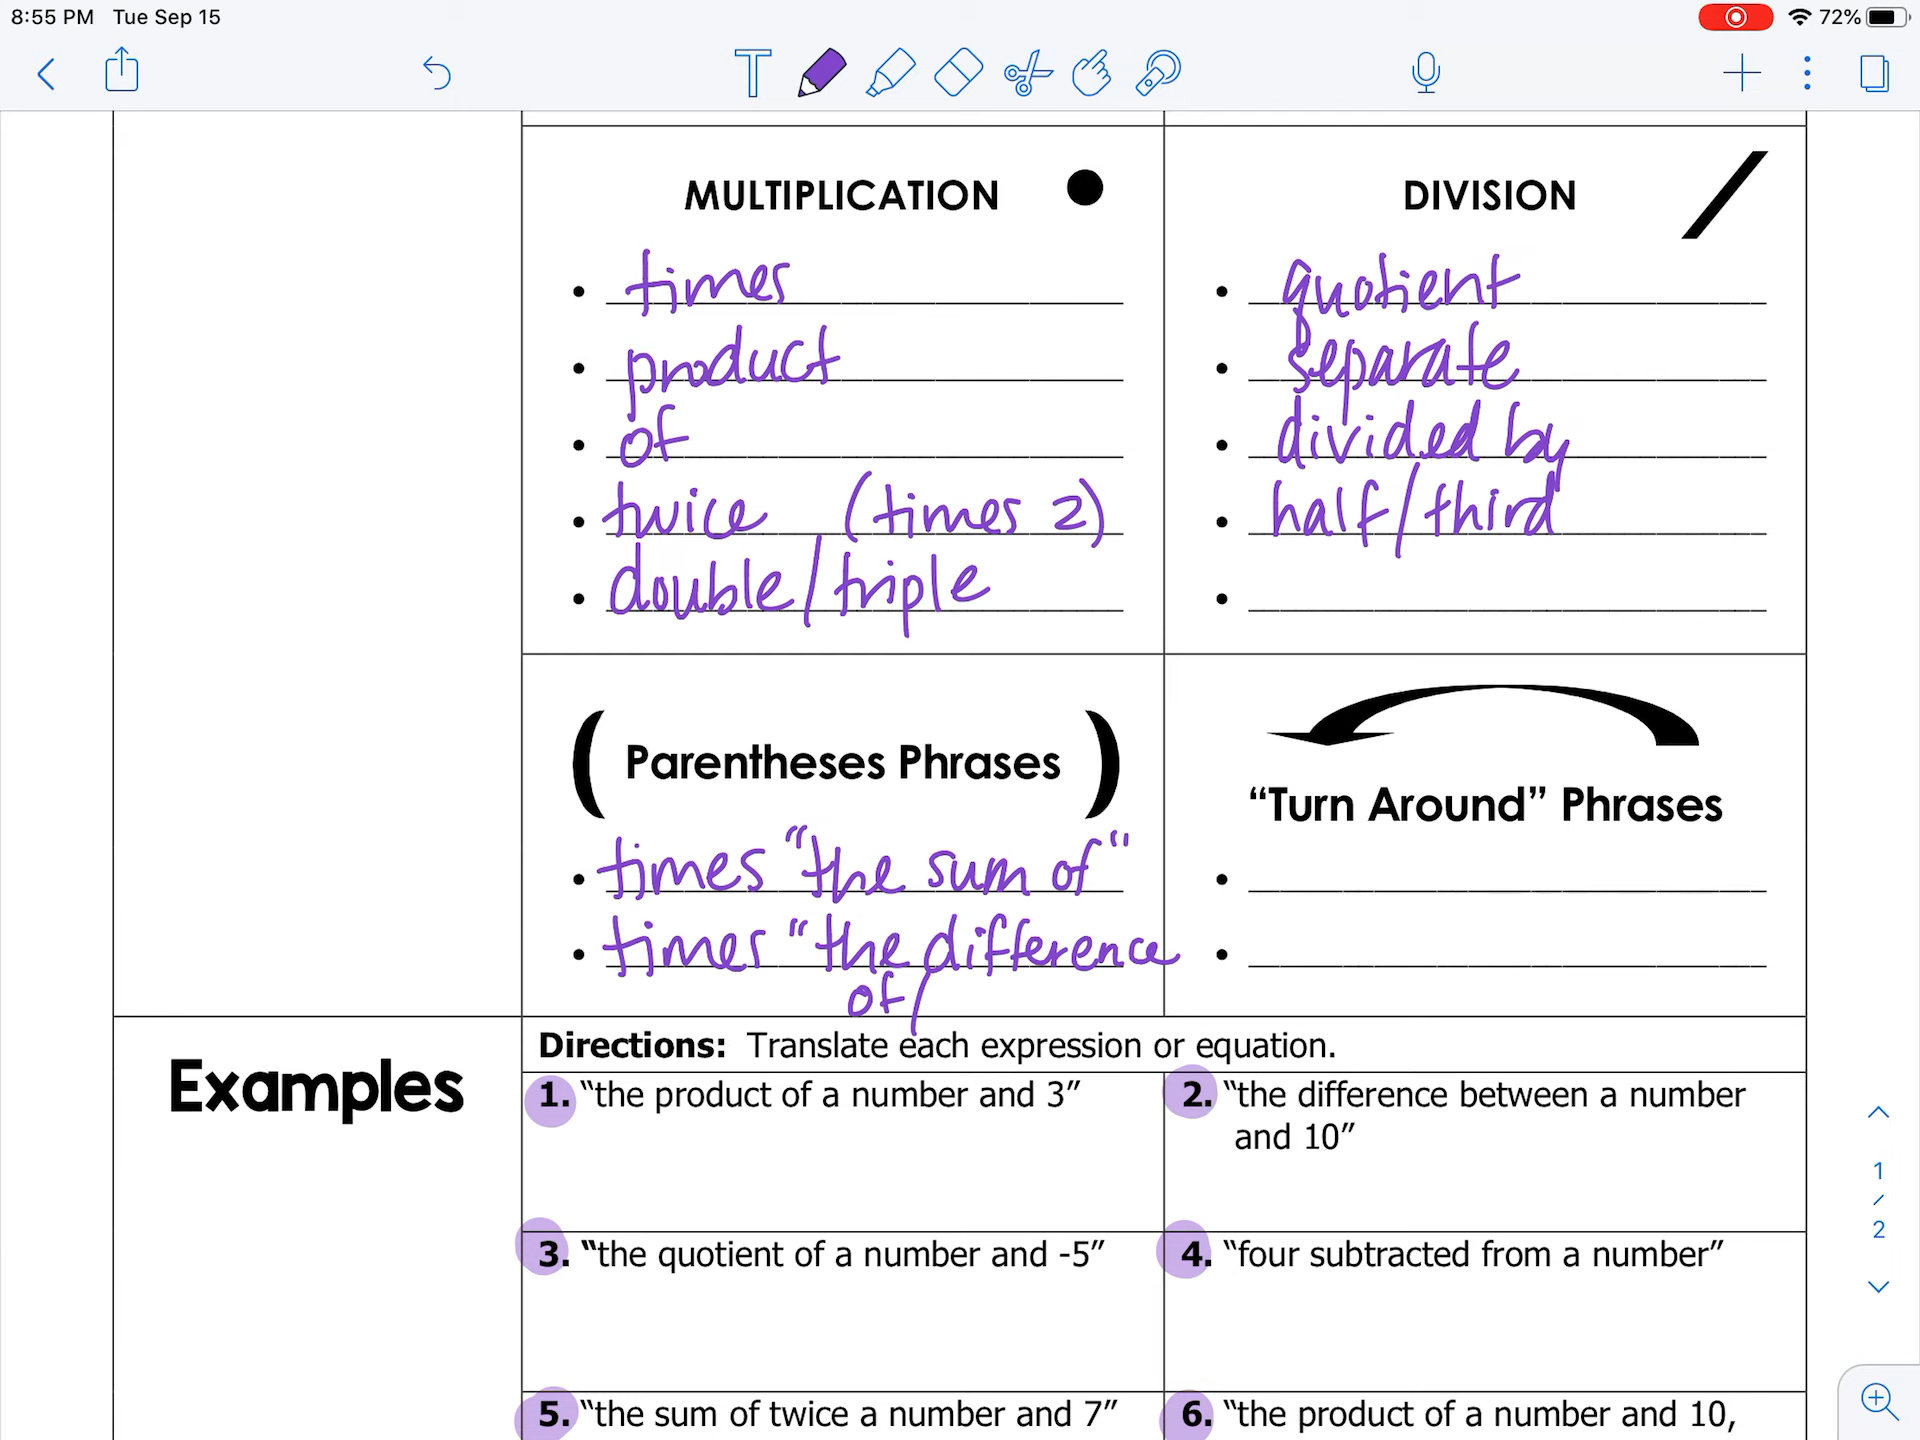 8:55 PM Tue Sep 15
72%
T
MULTIPLICATION
• times
• product
• of
• twice (times 2)
• double/triple
DIVISION
• quotient
• separate
• divided by
• half/third
•
( Parentheses Phrases )
• times "the sum of"
• times "the difference
of/
“Turn Around” Phrases
•
•
Examples
Directions: Translate each expression or equation.
1. “the product of a number and 3”
2. “the difference between a number
and 10”
3. “the quotient of a number and -5”
4. “four subtracted from a number”
5. “the sum of twice a number and 7”
6. “the product of a number and 10,
1
/
2